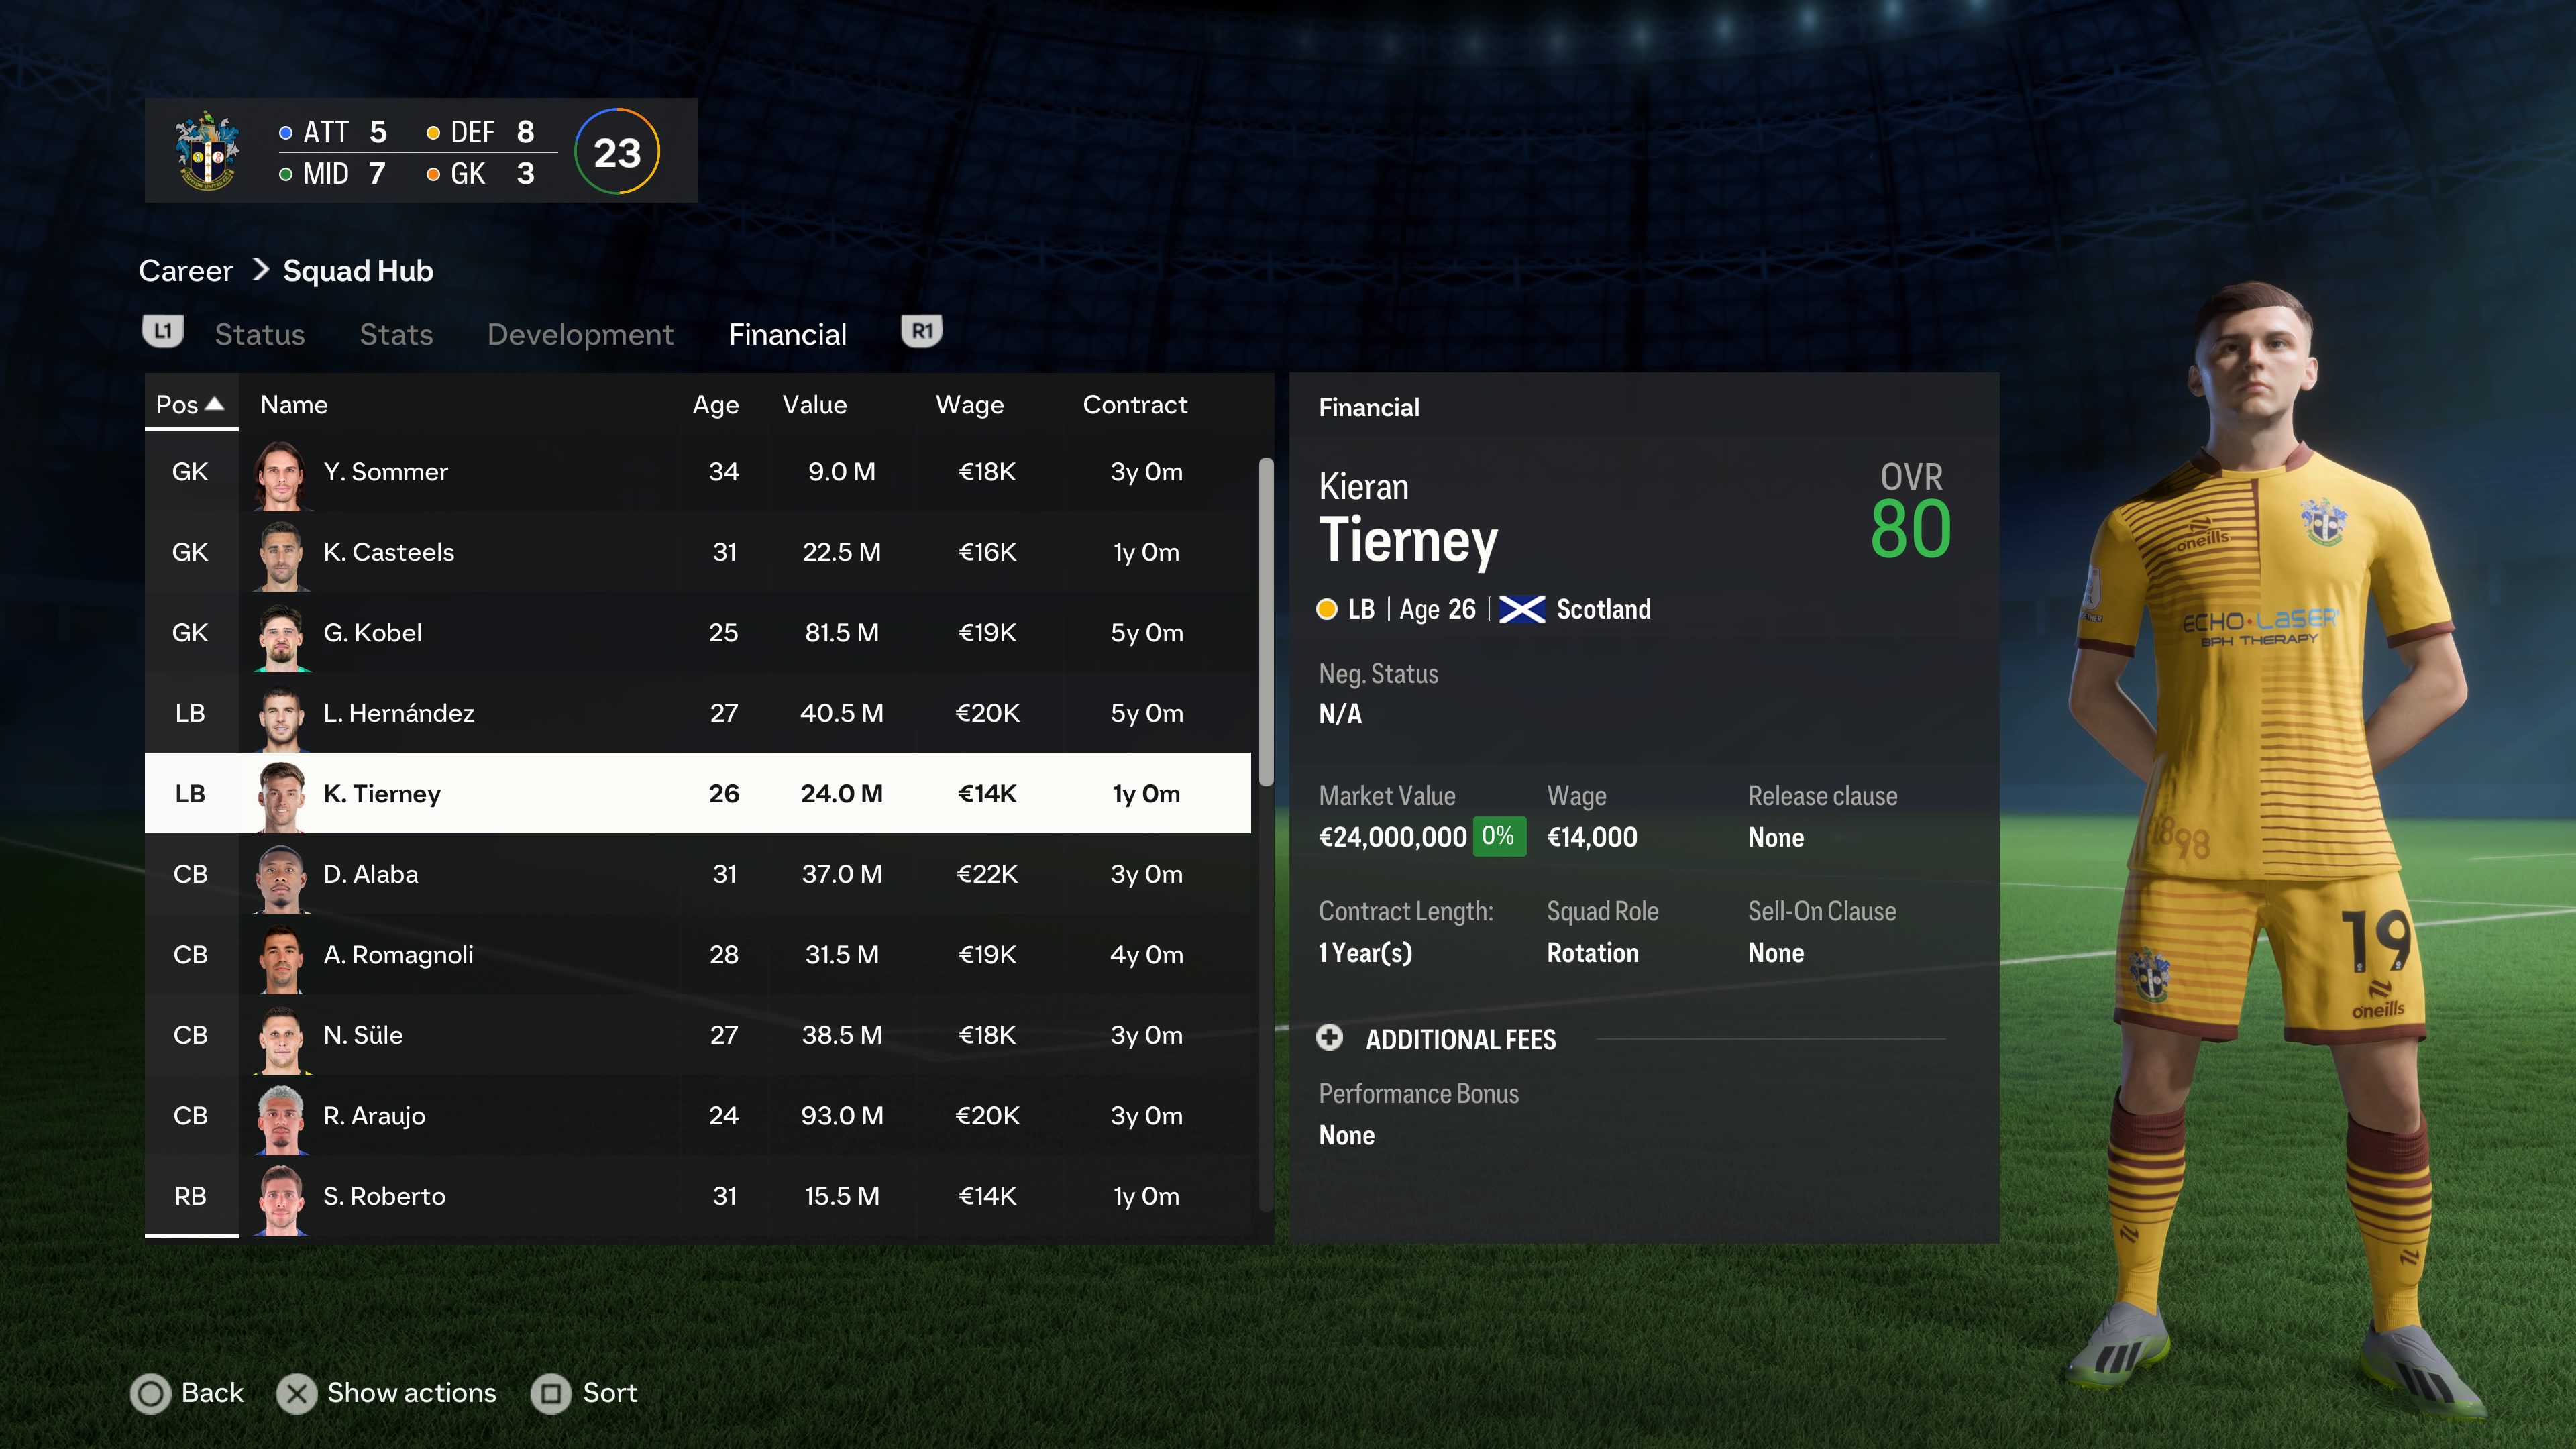 ATT 5 DEF 8
MID 7 GK 3
23
Career > Squad Hub
L1 Status Stats Development Financial R1
Pos Name Age Value Wage Contract
GK Y. Sommer 34 9.0 M €18K 3y 0m
GK K. Casteels 31 22.5 M €16K 1y 0m
GK G. Kobel 25 81.5 M €19K 5y 0m
LB L. Hernández 27 40.5 M €20K 5y 0m
LB K. Tierney 26 24.0 M €14K 1y 0m
CB D. Alaba 31 37.0 M €22K 3y 0m
CB A. Romagnoli 28 31.5 M €19K 4y 0m
CB N. Süle 27 38.5 M €18K 3y 0m
CB R. Araujo 24 93.0 M €20K 3y 0m
RB S. Roberto 31 15.5 M €14K 1y 0m
Financial
Kieran
Tierney
OVR
80
LB | Age 26 | Scotland
Neg. Status
N/A
Market Value Wage Release clause
€24,000,000 0% €14,000 None
Contract Length: Squad Role Sell-On Clause
1 Year(s) Rotation None
ADDITIONAL FEES
Performance Bonus
None
oneills
ECHO·LASER
BPH THERAPY
1898
19
oneills
Back Show actions Sort